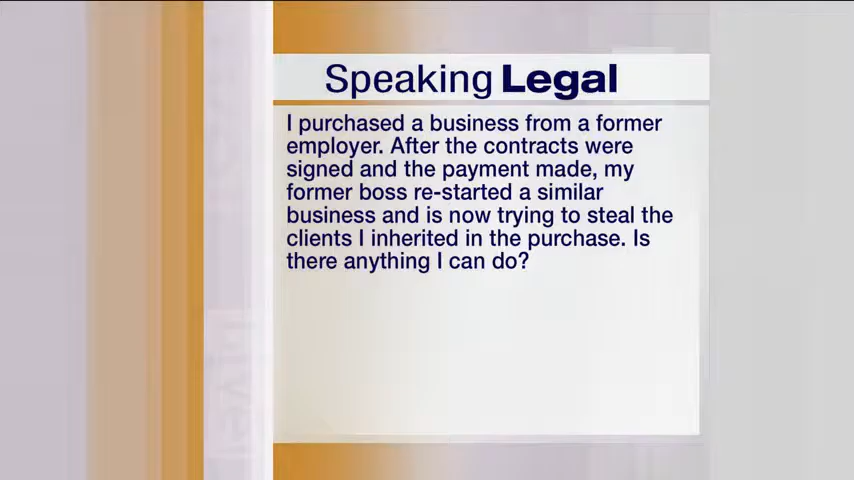 Speaking Legal
I purchased a business from a former
employer. After the contracts were
signed and the payment made, my
former boss re-started a similar
business and is now trying to steal the
clients I inherited in the purchase. Is
there anything I can do?